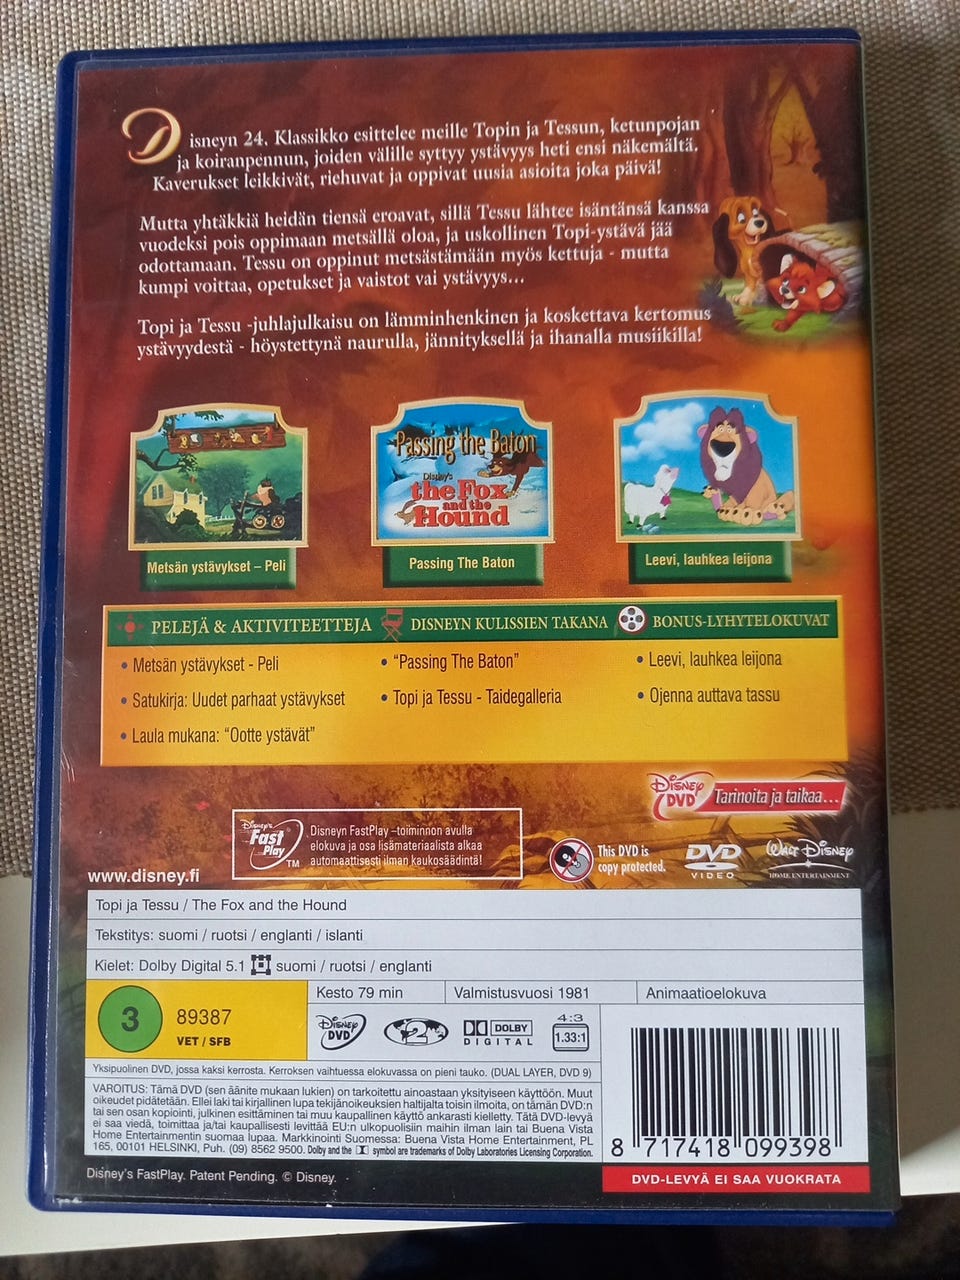 Disneyn 24. Klassikko esittelee meille Topin ja Tessun, ketunpojan
ja koiranpennun, joiden välille syttyy ystävyys heti ensi näkemältä.
Kaverukset leikkivät, riehuvat ja oppivat uusia asioita joka päivä!
Mutta yhtäkkiä heidän tiensä eroavat, sillä Tessu lähtee isäntänsä kanssa
vuodeksi pois oppimaan metsällä oloa, ja uskollinen Topi-ystävä jää
odottamaan. Tessu on oppinut metsästämään myös kettuja - mutta
kumpi voittaa, opetukset ja vaistot vai ystävyys...
Topi ja Tessu -juhlajulkaisu on lämminhenkinen ja koskettava kertomus
ystävyydestä - höystettynä naurulla, jännityksellä ja ihanalla musiikilla!
Passing the Baton
Disney's
the Fox
and the
Hound
Metsän ystävykset – Peli
Passing The Baton
Leevi, lauhkea leijona
PELEJÄ & AKTIVITEETTEJA
• Metsän ystävykset - Peli
• Satukirja: Uudet parhaat ystävykset
• Laula mukana: “Ootte ystävät”
DISNEYN KULISSIEN TAKANA
• “Passing The Baton”
• Topi ja Tessu - Taidegalleria
BONUS-LYHYTELOKUVAT
• Leevi, lauhkea leijona
• Ojenna auttava tassu
Disney DVD Tarinoita ja taikaa...
www.disney.fi
Disney's Fast Play TM
Disneyn FastPlay –toiminnon avulla
elokuva ja osa lisämateriaalista alkaa
automaattisesti ilman kaukosäädintä!
This DVD is
copy protected.
DVD VIDEO
WALT DISNEY
HOME ENTERTAINMENT
Topi ja Tessu / The Fox and the Hound
Tekstitys: suomi / ruotsi / englanti / islanti
Kielet: Dolby Digital 5.1 suomi / ruotsi / englanti
3 89387
VET / SFB
Kesto 79 min
Valmistusvuosi 1981
Animaatioelokuva
Disney DVD
2
DOLBY
DIGITAL
4:3
1.33:1
Yksipuolinen DVD, jossa kaksi kerrosta. Kerroksen vaihtuessa elokuvassa on pieni tauko. (DUAL LAYER, DVD 9)
VAROITUS: Tämä DVD (sen äänite mukaan lukien) on tarkoitettu ainoastaan yksityiseen käyttöön. Muut
oikeudet pidätetään. Ellei laki tai kirjallinen lupa tekijänoikeuksien haltijalta toisin ilmoita, on tämän DVD:n
tai sen osan kopiointi, julkinen esittäminen tai muu kaupallinen käyttö ankarasti kielletty. Tätä DVD-levyä
ei saa viedä, toimittaa ja/tai kaupallisesti levittää EU:n ulkopuolisiin maihin ilman lain tai Buena Vista
Home Entertainmentin suomaa lupaa. Markkinointi Suomessa: Buena Vista Home Entertainment, PL
165, 00101 HELSINKI, Puh. (09) 8562 9500. Dolby and the symbol are trademarks of Dolby Laboratories Licensing Corporation.
8 717418 099398
Disney's FastPlay. Patent Pending. © Disney.
DVD-LEVYÄ EI SAA VUOKRATA